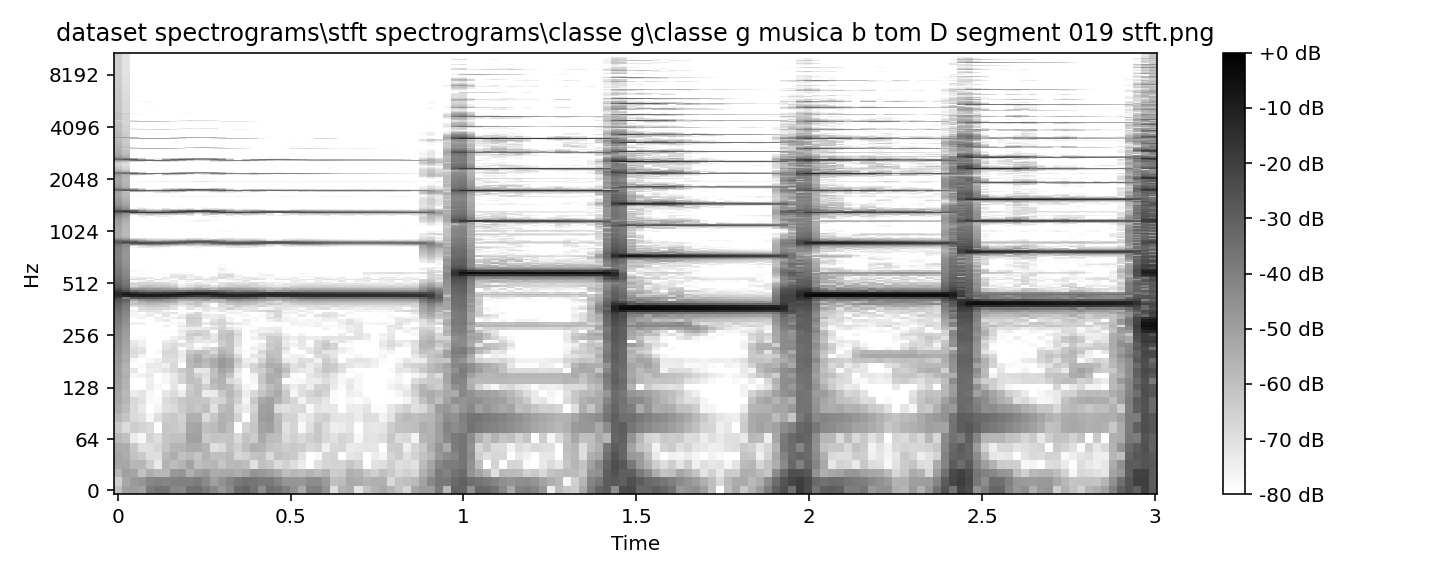 dataset spectrograms\stft spectrograms\classe g\classe g musica b tom D segment 019 stft.png
8192
4096
2048
1024
512
256
128
64
0
Hz
0
0.5
1
1.5
2
2.5
3
Time
+0 dB
-10 dB
-20 dB
-30 dB
-40 dB
-50 dB
-60 dB
-70 dB
-80 dB